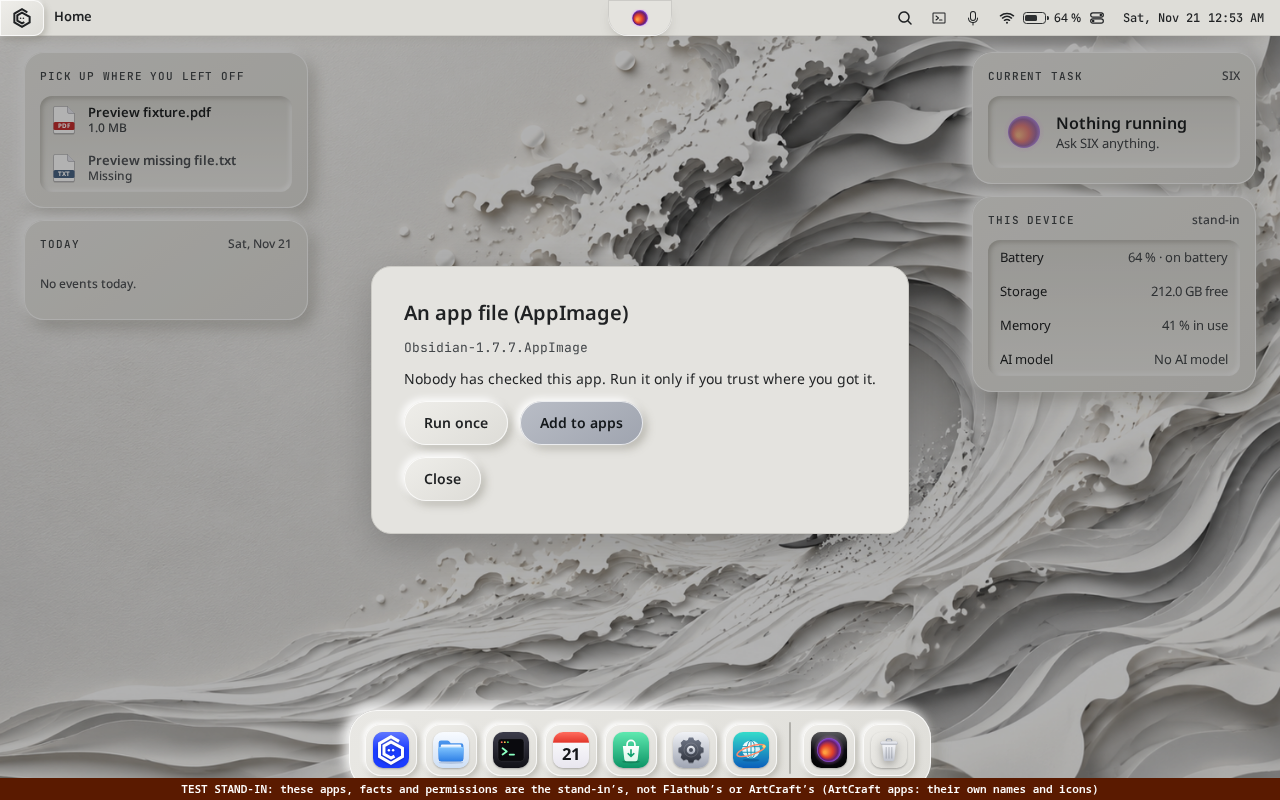 Home
64 %
Sat, Nov 21 12:53 AM
PICK UP WHERE YOU LEFT OFF
PDF
Preview fixture.pdf
1.0 MB
TXT
Preview missing file.txt
Missing
TODAY
Sat, Nov 21
No events today.
CURRENT TASK
SIX
Nothing running
Ask SIX anything.
THIS DEVICE
stand-in
Battery
64 % · on battery
Storage
212.0 GB free
Memory
41 % in use
AI model
No AI model
An app file (AppImage)
Obsidian-1.7.7.AppImage
Nobody has checked this app. Run it only if you trust where you got it.
Run once
Add to apps
Close
21
TEST STAND-IN: these apps, facts and permissions are the stand-in’s, not Flathub’s or ArtCraft’s (ArtCraft apps: their own names and icons)